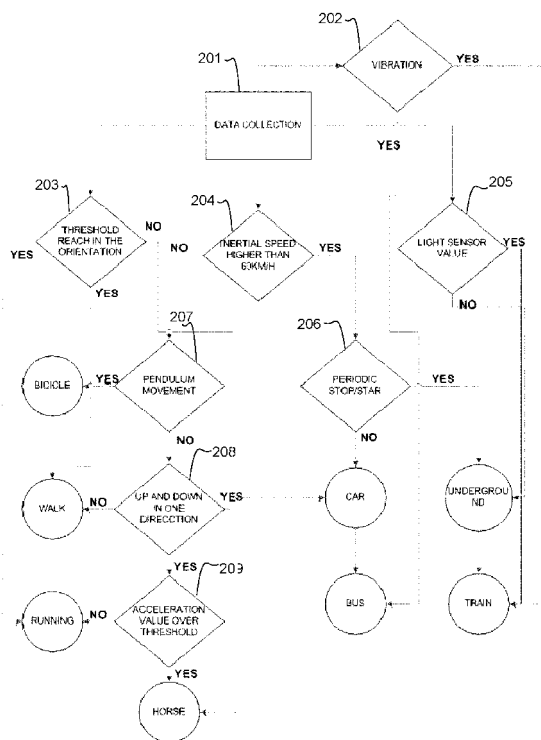 202
VIBRATION
YES
201
DATA COLLECTION
YES
203
THRESHOLD
REACH IN THE
ORIENTATION
NO
YES
YES
204
NO
INERTIAL SPEED
HIGHER THAN
60KM/H
YES
205
LIGHT SENSOR
VALUE
YES
NO
207
BICICLE
YES
PENDULUM
MOVEMENT
NO
206
PERIODIC
STOP/STAR
YES
NO
208
WALK
NO
UP AND DOWN
IN ONE
DIRECCTION
YES
YES
CAR
UNDERGROU
ND
209
RUNNING
NO
ACCELERATION
VALUE OVER
THRESHOLD
YES
BUS
TRAIN
HORSE